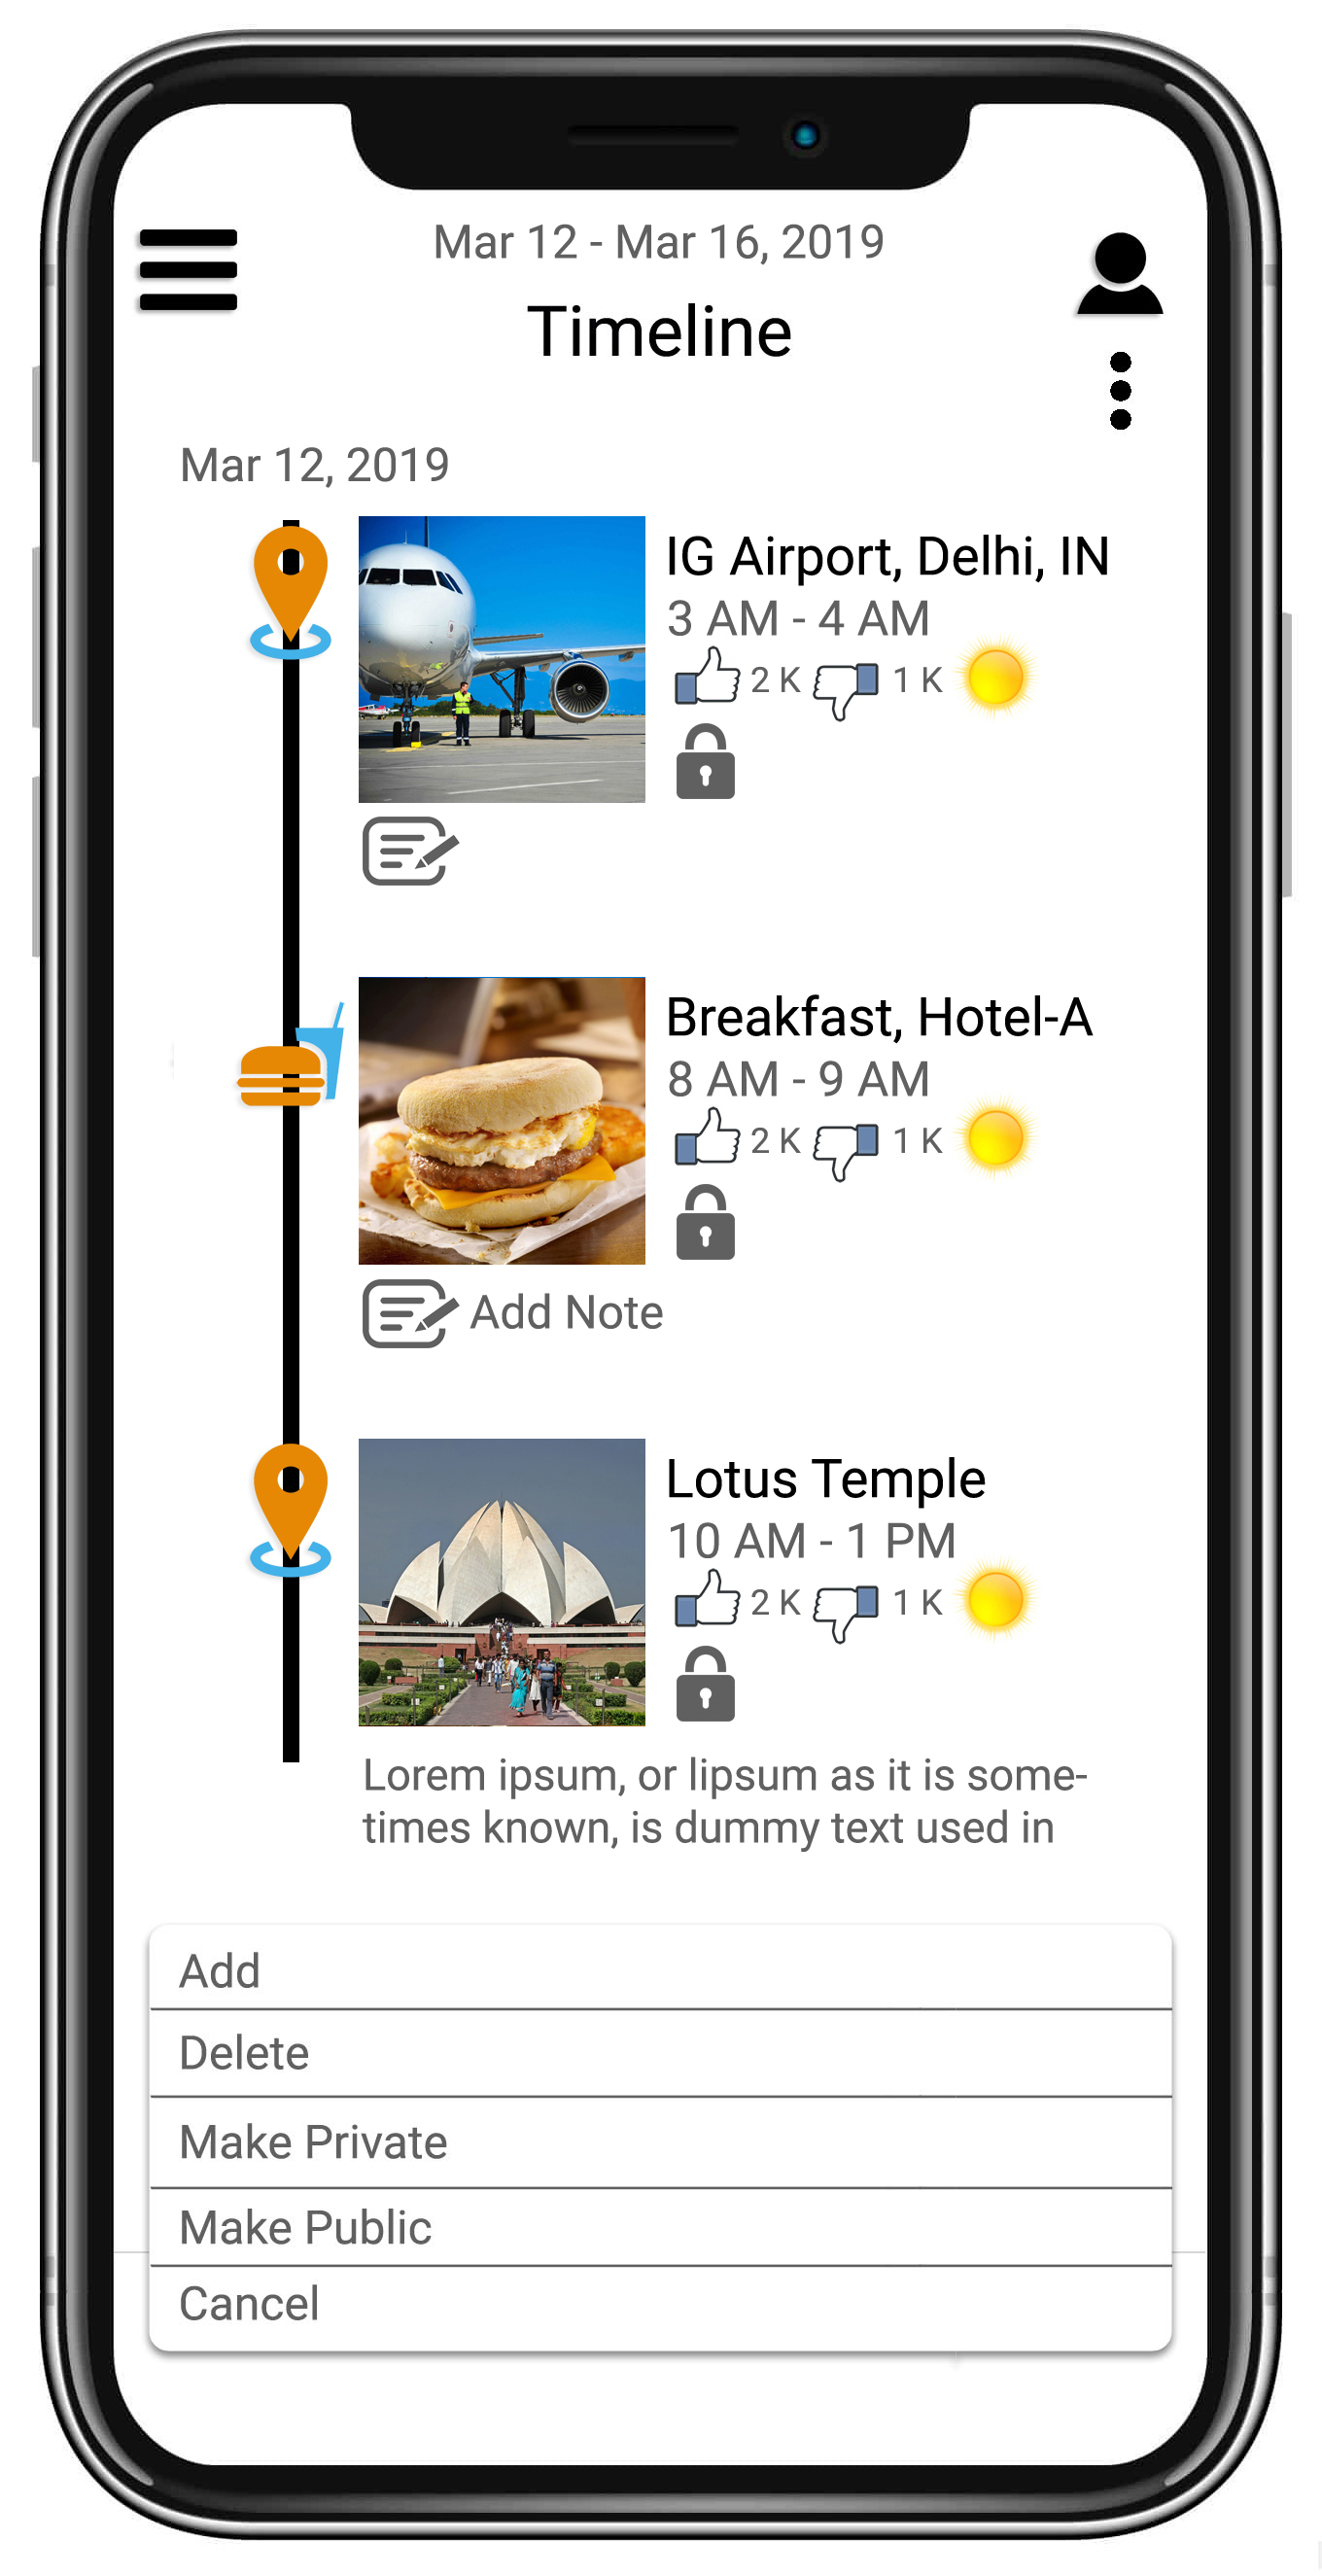 Mar 12 - Mar 16, 2019
Timeline
Mar 12, 2019
IG Airport, Delhi, IN
3 AM - 4 AM
2 K 1 K
Breakfast, Hotel-A
8 AM - 9 AM
2 K 1 K
Add Note
Lotus Temple
10 AM - 1 PM
2 K 1 K
Lorem ipsum, or lipsum as it is some-
times known, is dummy text used in
Add
Delete
Make Private
Make Public
Cancel